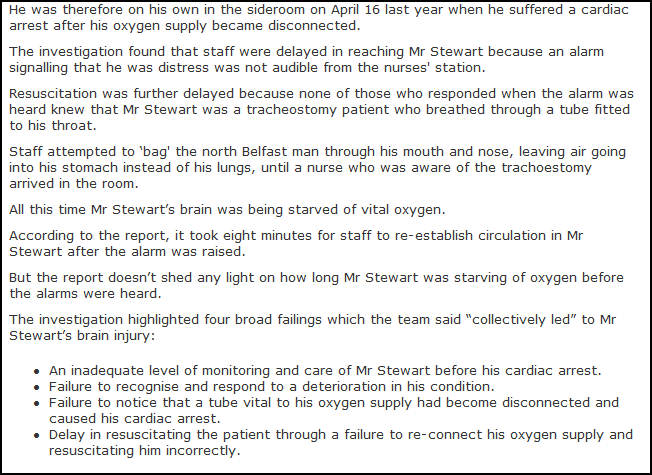 He was therefore on his own in the sideroom on April 16 last year when he suffered a cardiac
arrest after his oxygen supply became disconnected.
The investigation found that staff were delayed in reaching Mr Stewart because an alarm
signalling that he was distress was not audible from the nurses' station.
Resuscitation was further delayed because none of those who responded when the alarm was
heard knew that Mr Stewart was a tracheostomy patient who breathed through a tube fitted
to his throat.
Staff attempted to ‘bag' the north Belfast man through his mouth and nose, leaving air going
into his stomach instead of his lungs, until a nurse who was aware of the trachoestomy
arrived in the room.
All this time Mr Stewart’s brain was being starved of vital oxygen.
According to the report, it took eight minutes for staff to re-establish circulation in Mr
Stewart after the alarm was raised.
But the report doesn’t shed any light on how long Mr Stewart was starving of oxygen before
the alarms were heard.
The investigation highlighted four broad failings which the team said “collectively led” to Mr
Stewart’s brain injury:
• An inadequate level of monitoring and care of Mr Stewart before his cardiac arrest.
• Failure to recognise and respond to a deterioration in his condition.
• Failure to notice that a tube vital to his oxygen supply had become disconnected and
caused his cardiac arrest.
• Delay in resuscitating the patient through a failure to re-connect his oxygen supply and
resuscitating him incorrectly.